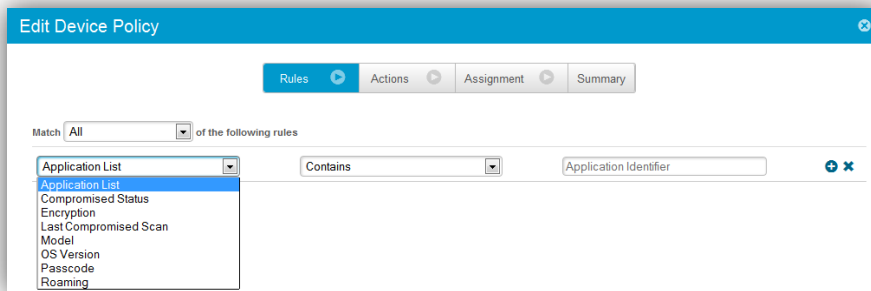 Edit Device Policy
Rules Actions Assignment Summary
Match All of the following rules
Application List Contains Application Identifier
Application List
Compromised Status
Encryption
Last Compromised Scan
Model
OS Version
Passcode
Roaming